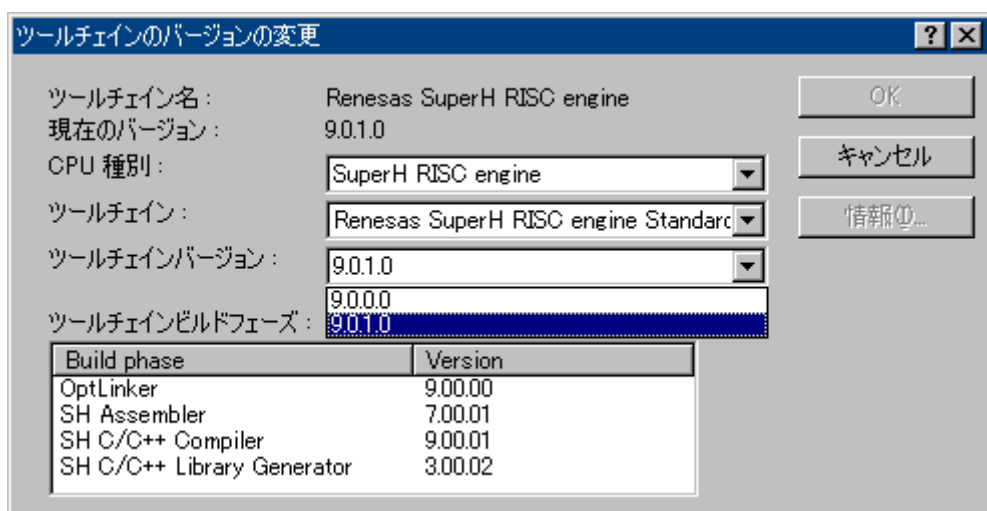 ツールチェインのバージョンの変更
ツールチェイン名： Renesas SuperH RISC engine
OK
現在のバージョン： 9.0.1.0
キャンセル
CPU 種別： SuperH RISC engine
ツールチェイン： Renesas SuperH RISC engine Standard
情報(I)...
ツールチェインバージョン： 9.0.1.0
9.0.0.0
ツールチェインビルドフェーズ： 9.0.1.0
Build phase Version
OptLinker 9.00.00
SH Assembler 7.00.01
SH C/C++ Compiler 9.00.01
SH C/C++ Library Generator 3.00.02